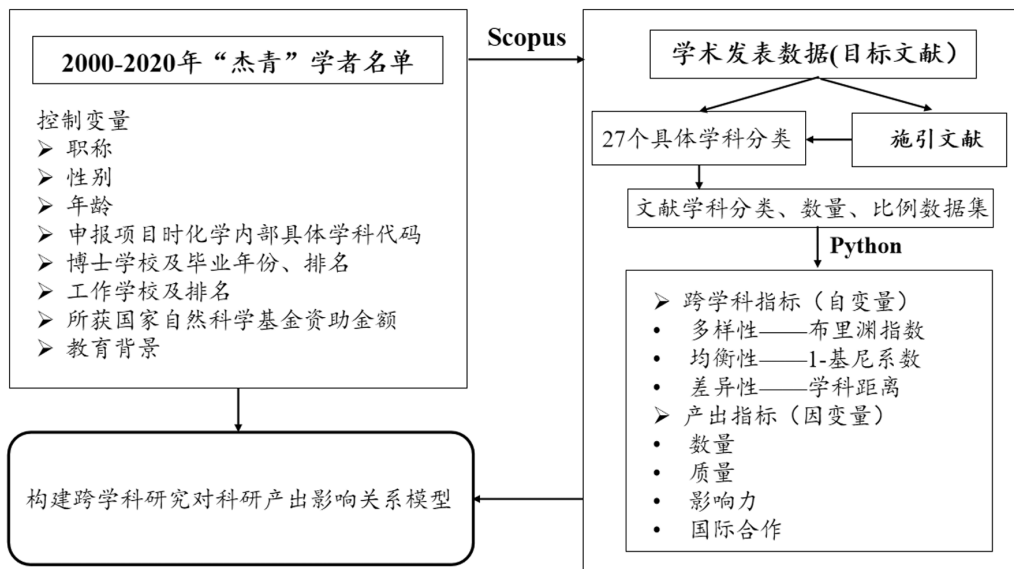 2000-2020年“杰青”学者名单
控制变量
➢ 职称
➢ 性别
➢ 年龄
➢ 申报项目时化学内部具体学科代码
➢ 博士学校及毕业年份、排名
➢ 工作学校及排名
➢ 所获国家自然科学基金资助金额
➢ 教育背景
构建跨学科研究对科研产出影响关系模型
Scopus
学术发表数据(目标文献）
27个具体学科分类
施引文献
文献学科分类、数量、比例数据集
Python
➢ 跨学科指标（自变量）
• 多样性——布里渊指数
• 均衡性——1-基尼系数
• 差异性——学科距离
➢ 产出指标（因变量）
• 数量
• 质量
• 影响力
• 国际合作